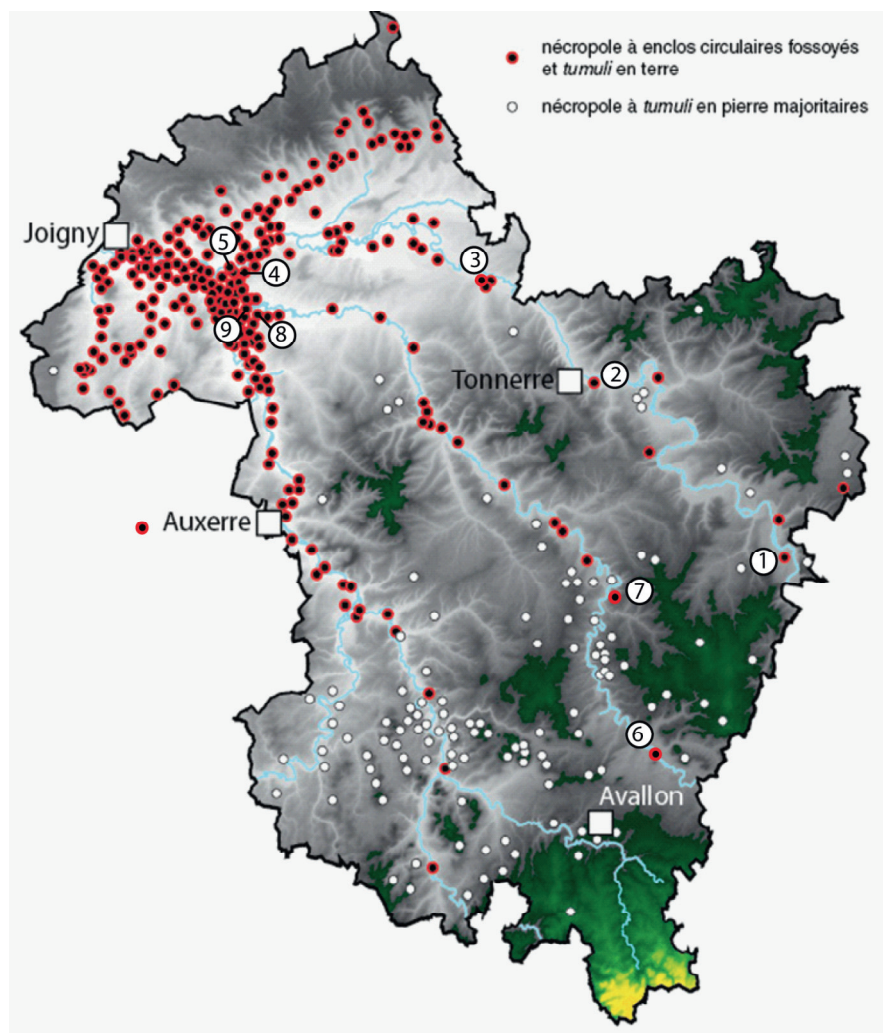 nécropole à enclos circulaires fossoyés
et tumuli en terre
nécropole à tumuli en pierre majoritaires
Joigny
5
4
3
9
8
Tonnerre
2
Auxerre
1
7
6
Avallon